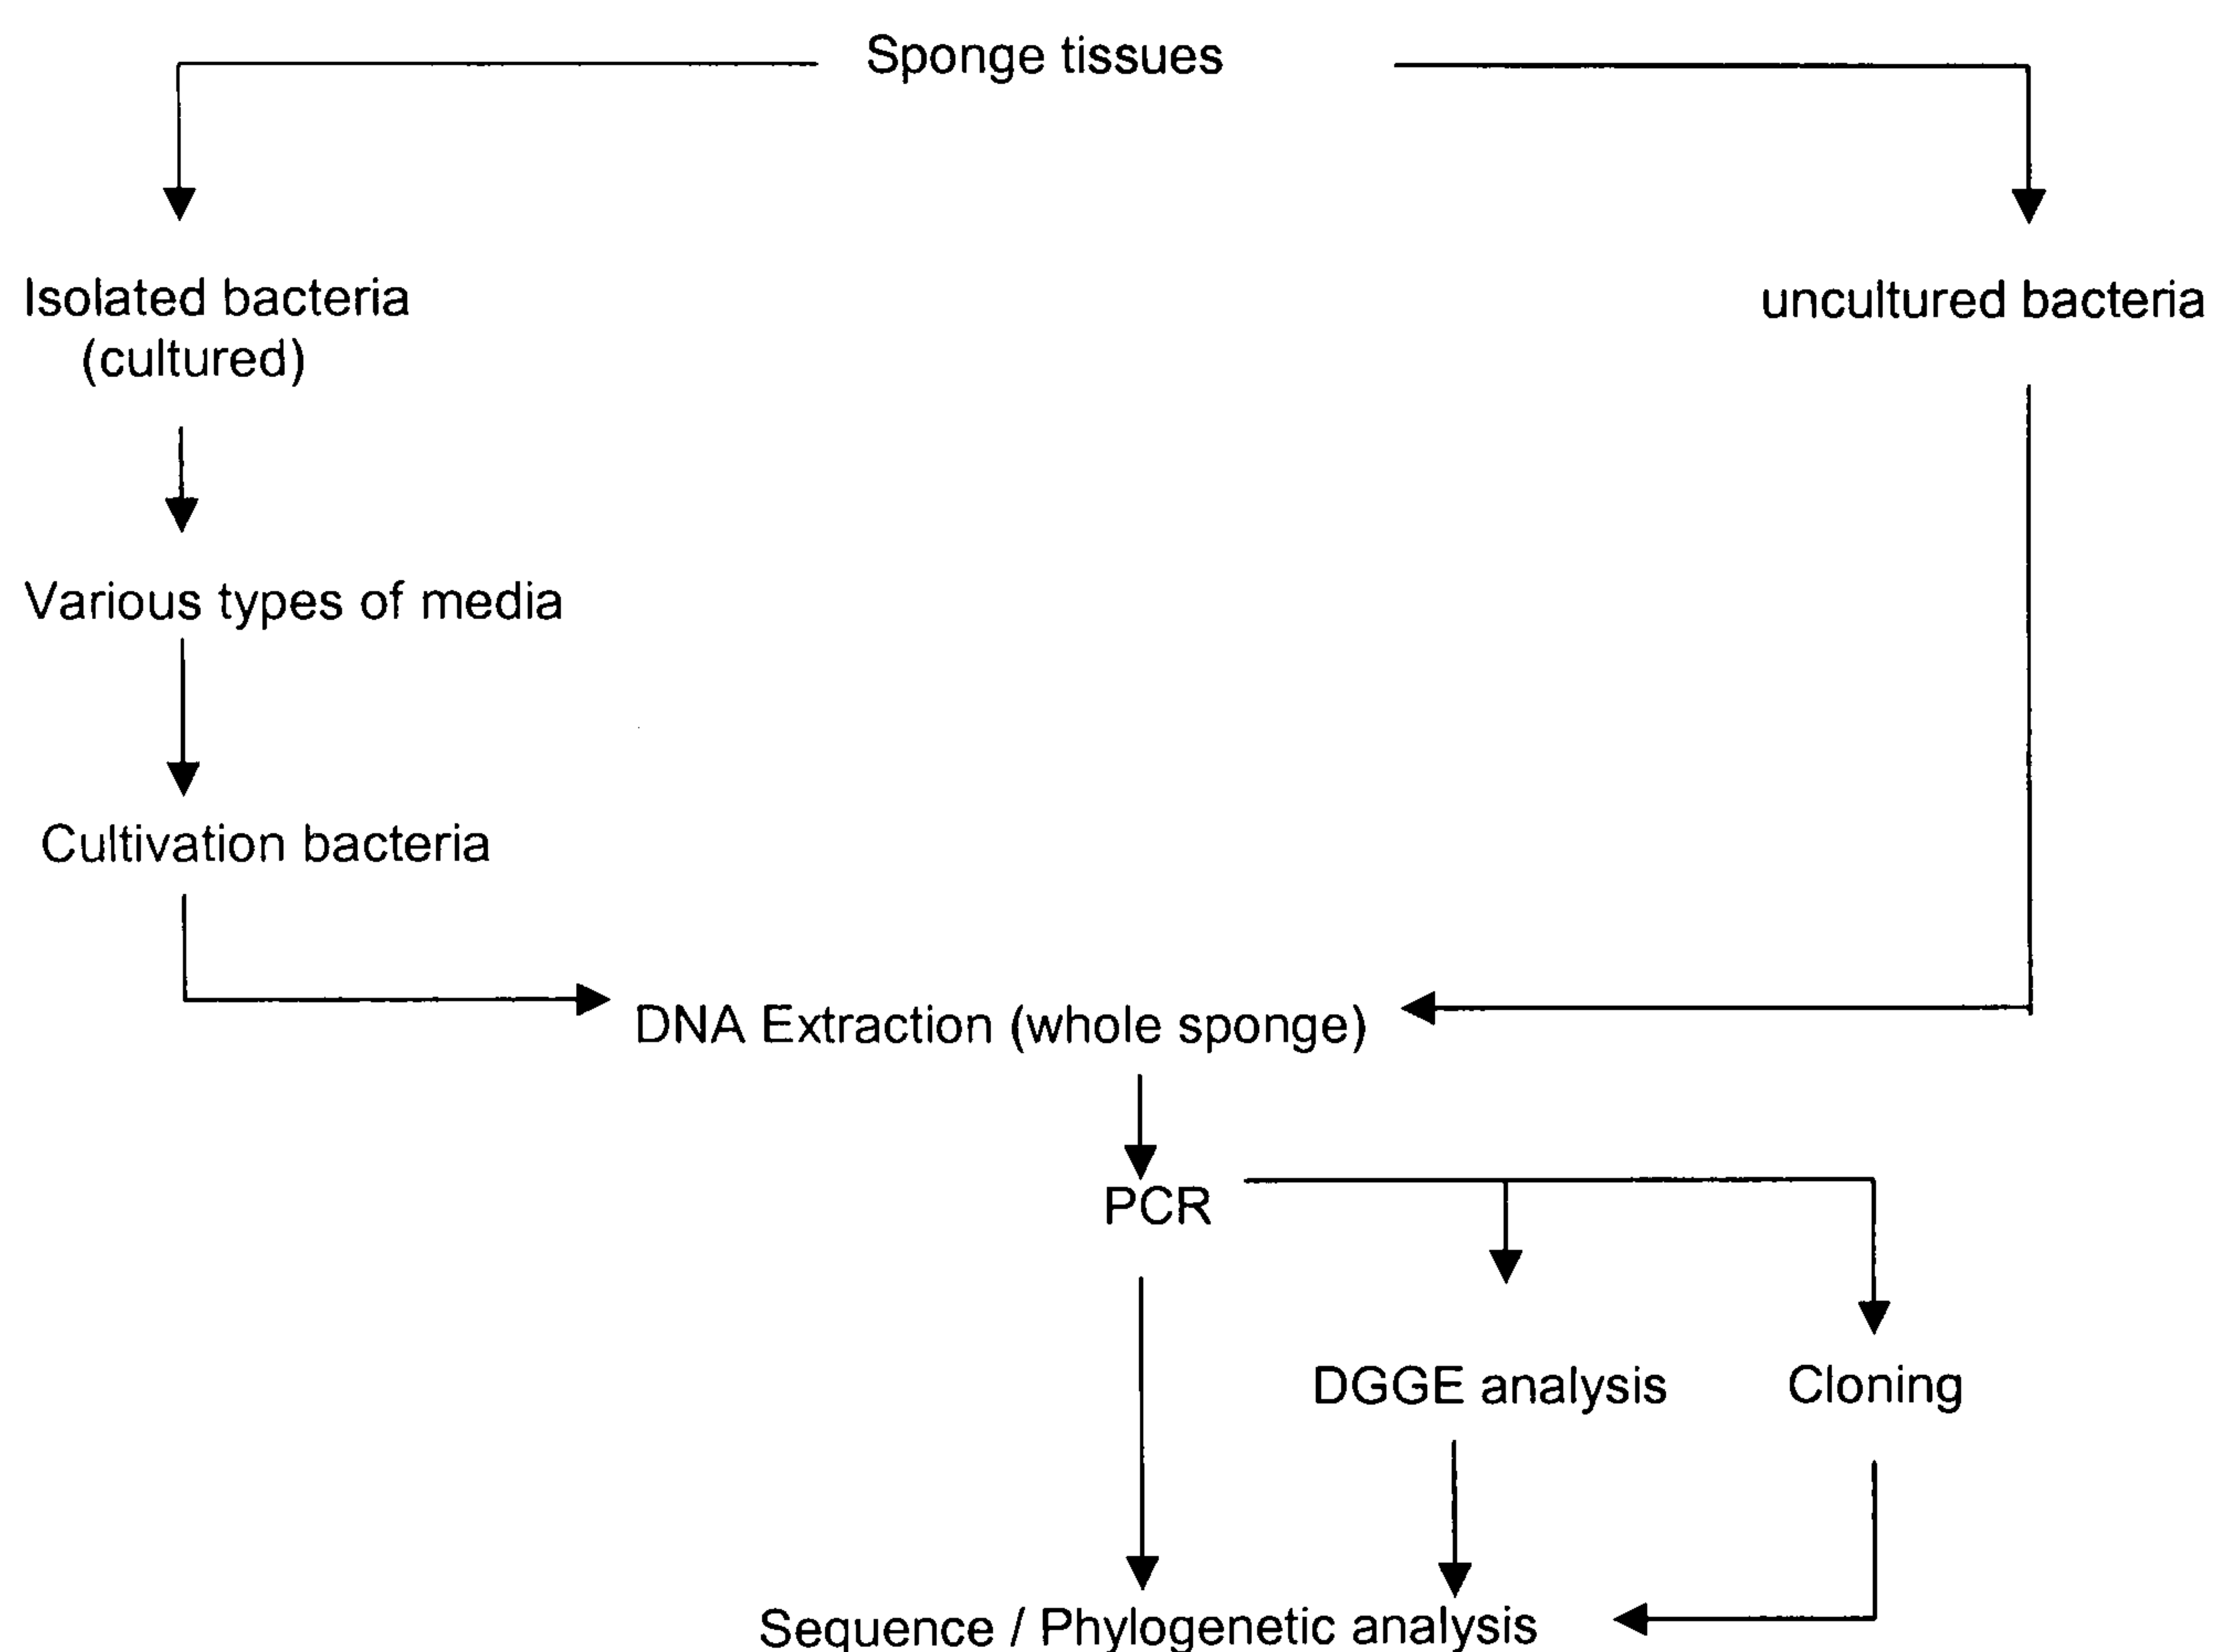 Sponge tissues
Isolated bacteria
(cultured)
uncultured bacteria
Various types of media
Cultivation bacteria
DNA Extraction (whole sponge)
PCR
DGGE analysis
Cloning
Sequence / Phylogenetic analysis